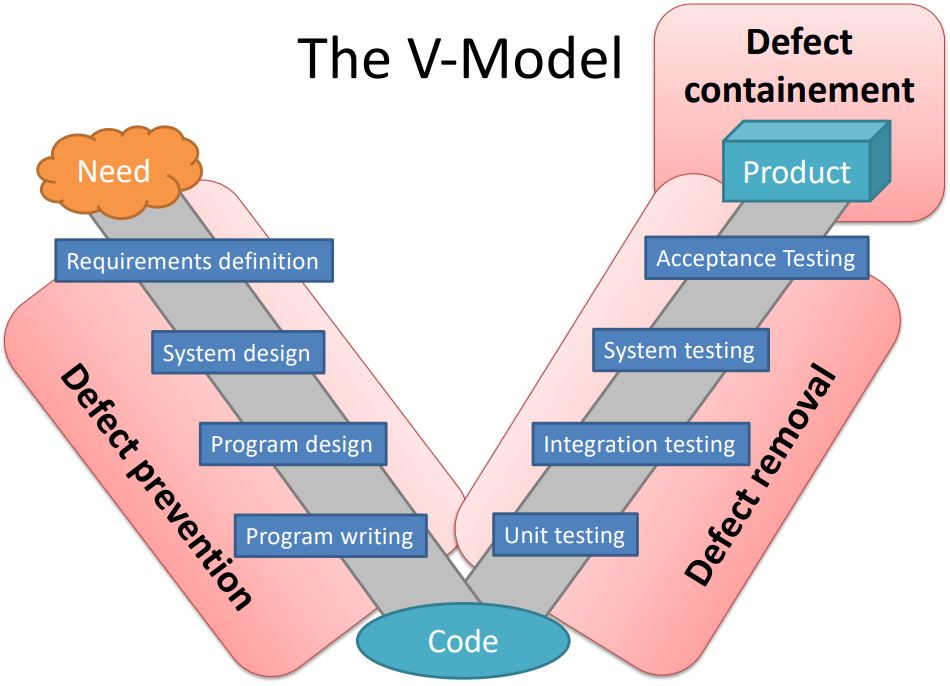 The V-Model
Defect
containement
Need
Product
Requirements definition
Acceptance Testing
System design
System testing
Program design
Integration testing
Program writing
Unit testing
Defect prevention
Defect removal
Code